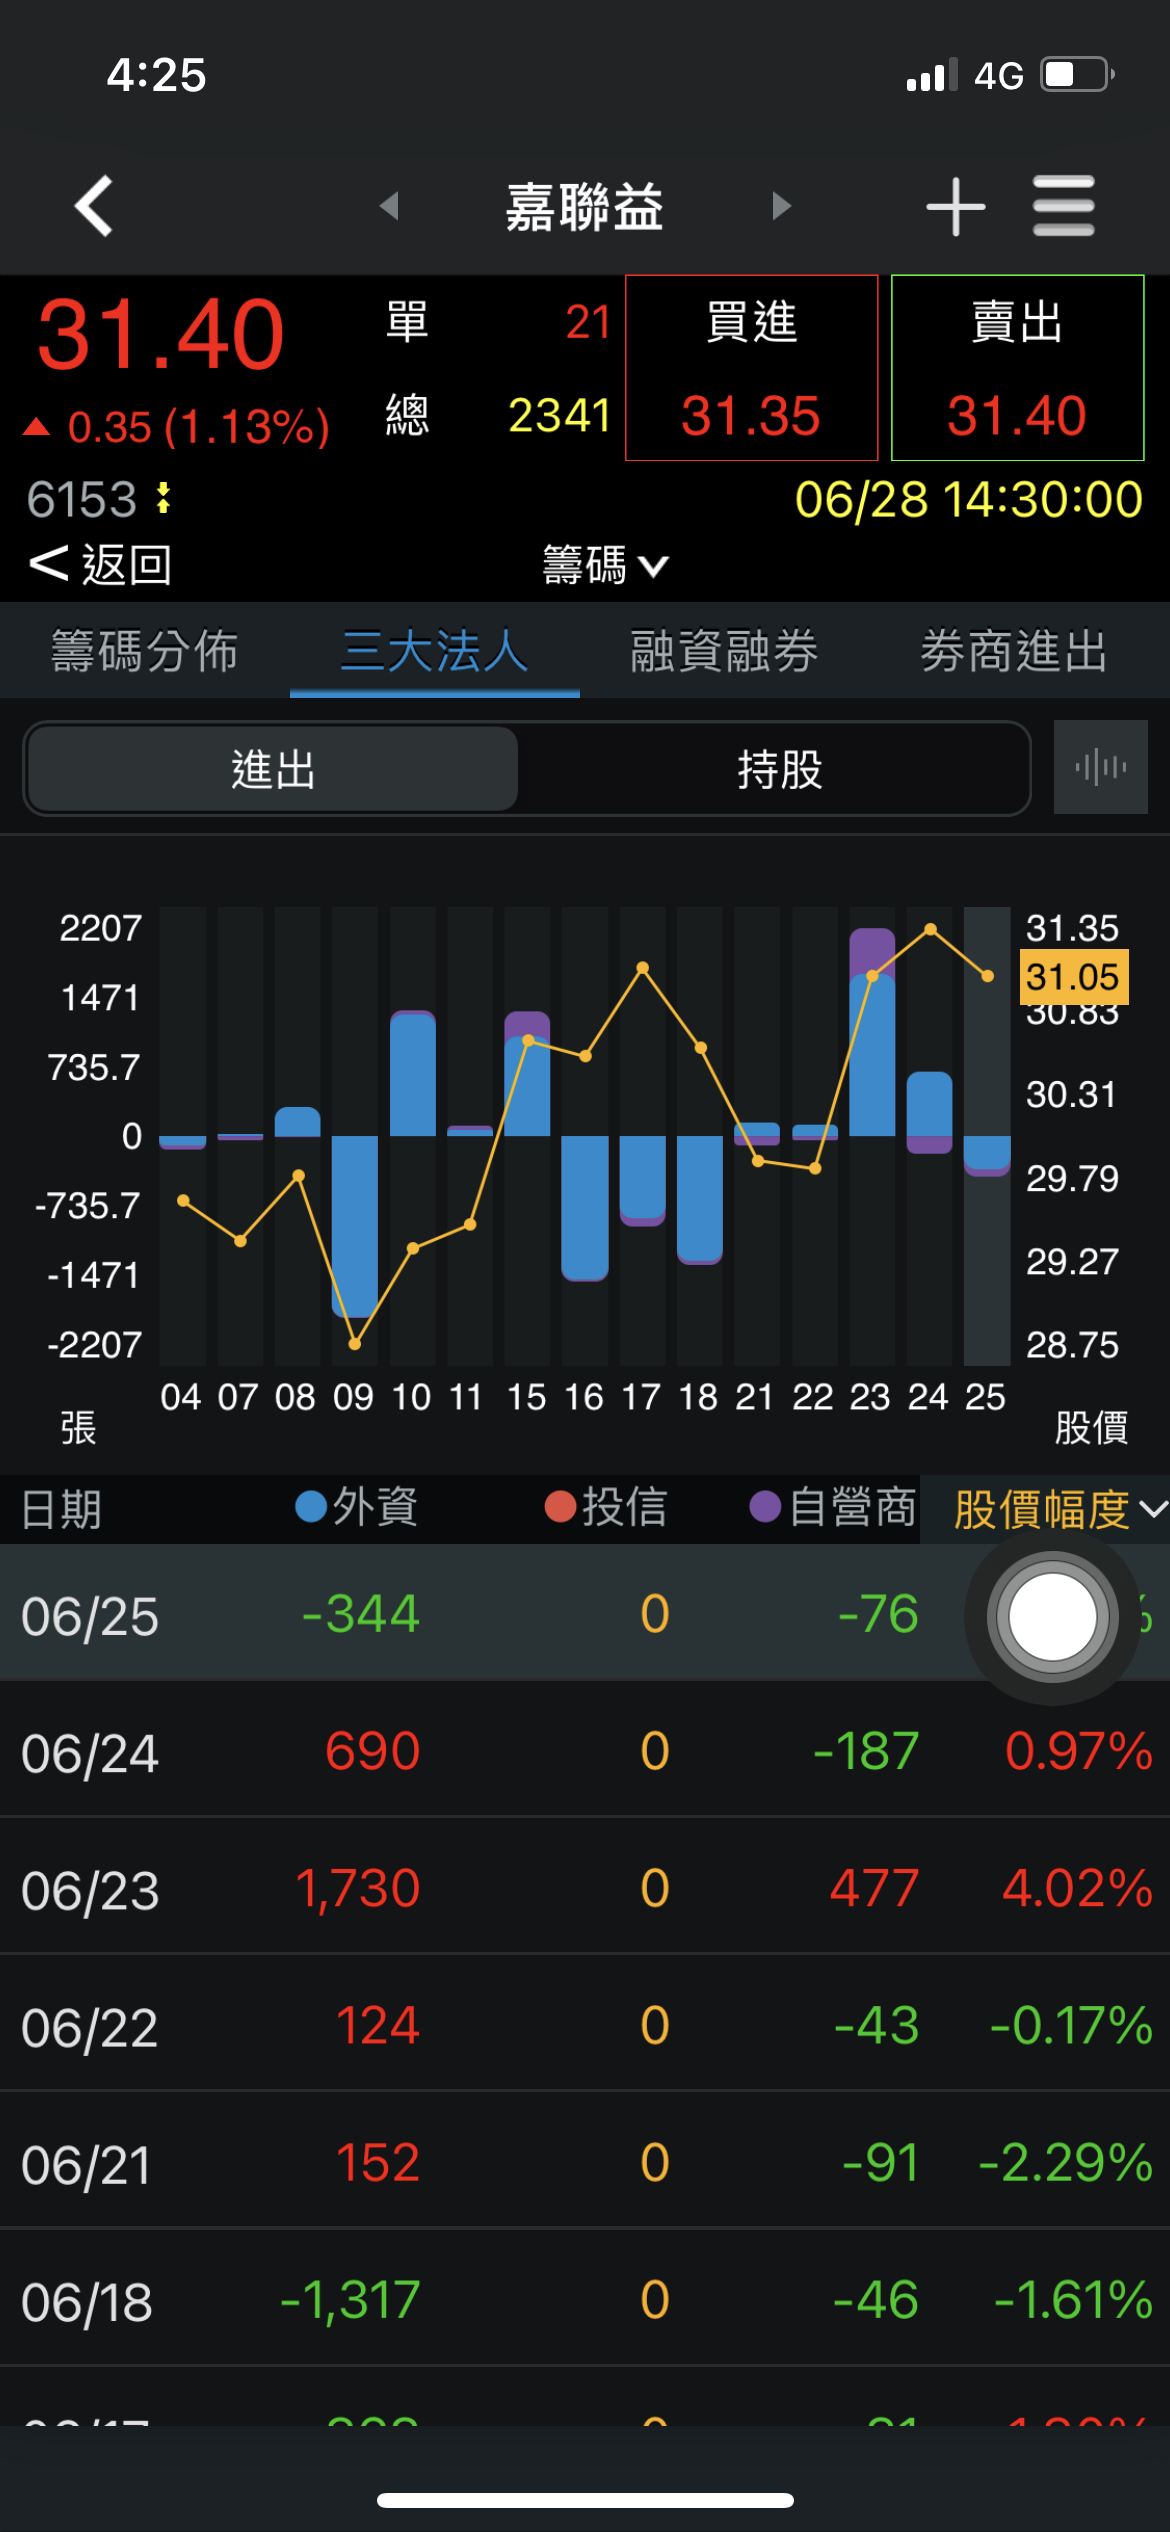 4:25 4G
嘉聯益
31.40 單 21 買進 賣出
0.35 (1.13%) 總 2341 31.35 31.40
6153 06/28 14:30:00
< 返回 籌碼
籌碼分佈 三大法人 融資融券 券商進出
進出 持股
2207 31.35
31.05
1471 30.83
735.7 30.31
0
29.79
-735.7
-1471 29.27
-2207 28.75
04 07 08 09 10 11 15 16 17 18 21 22 23 24 25
張 股價
日期 外資 投信 自營商 股價幅度
06/25 -344 0 -76
06/24 690 0 -187 0.97%
06/23 1,730 0 477 4.02%
06/22 124 0 -43 -0.17%
06/21 152 0 -91 -2.29%
06/18 -1,317 0 -46 -1.61%